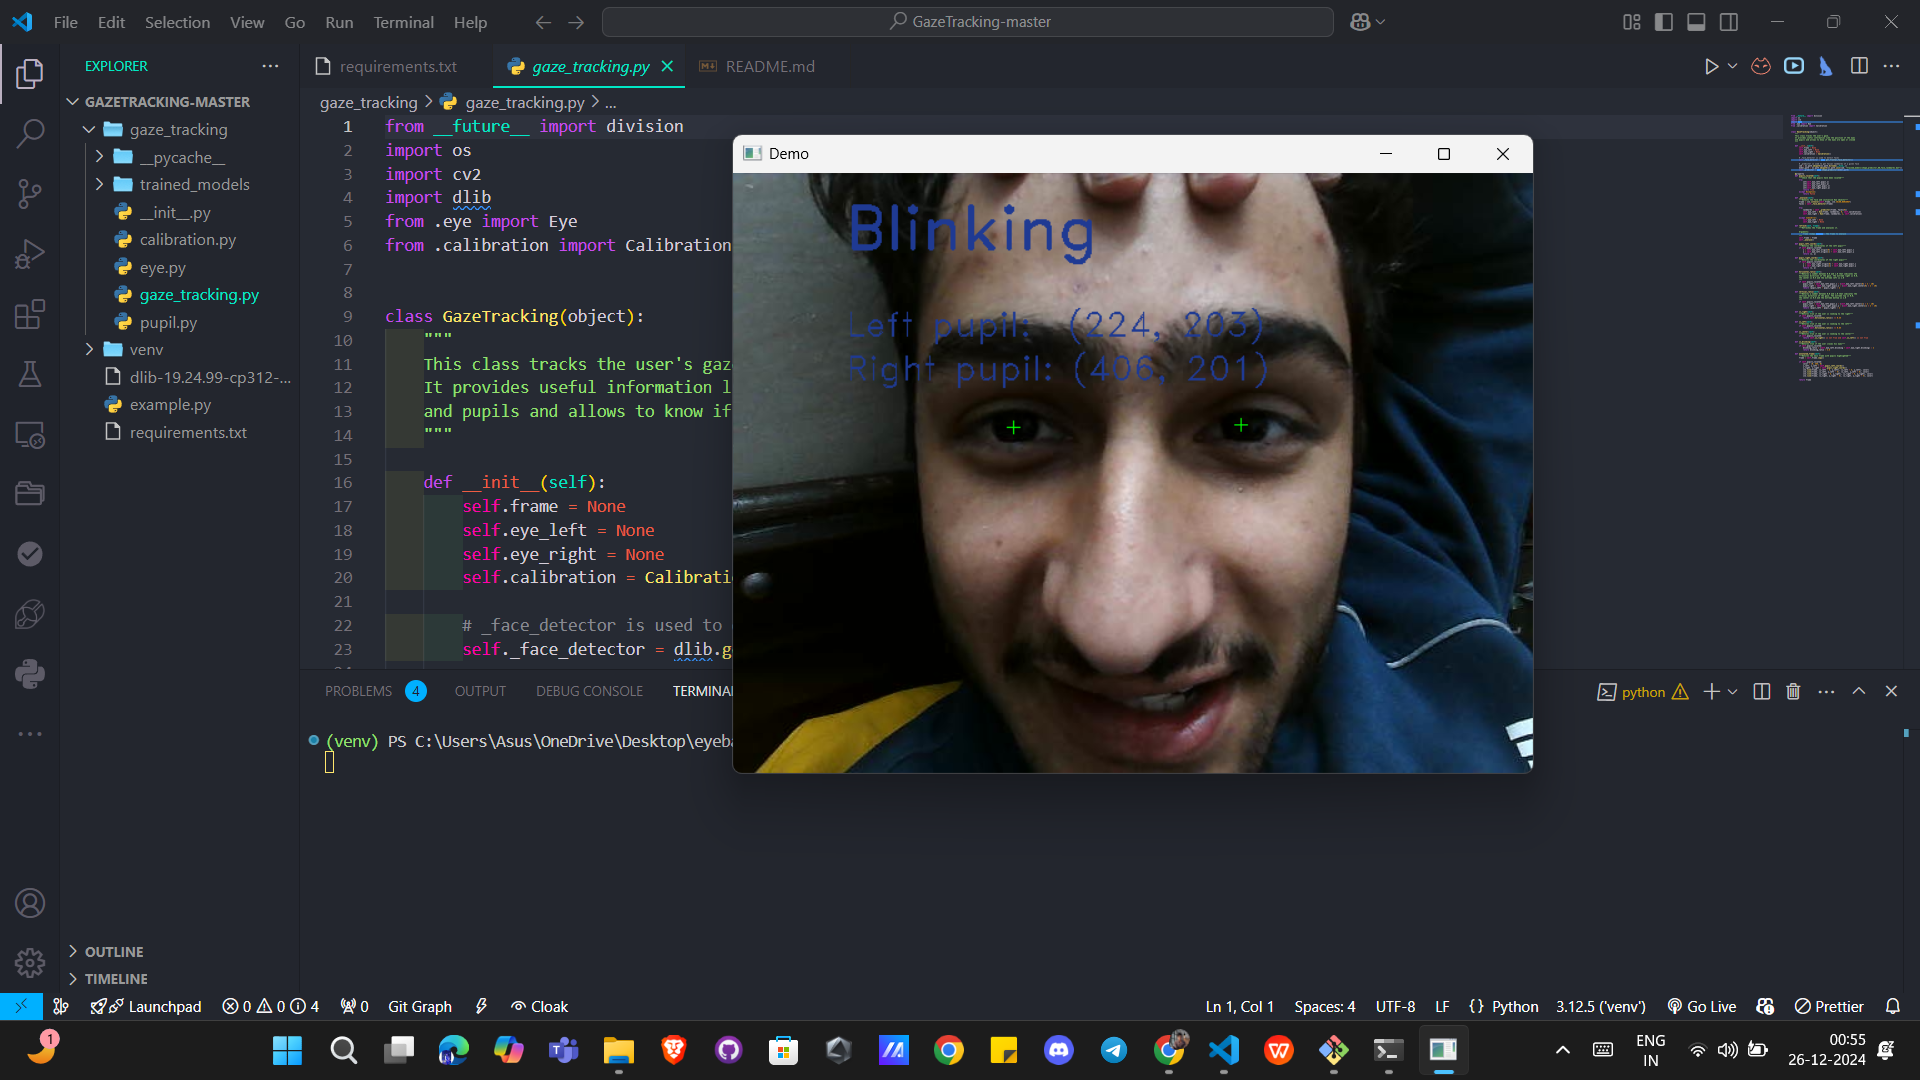 File Edit Selection View Go Run Terminal Help
GazeTracking-master
EXPLORER
requirements.txt
gaze_tracking.py
README.md
GAZETRACKING-MASTER
gaze_tracking
__pycache__
trained_models
__init__.py
calibration.py
eye.py
gaze_tracking.py
pupil.py
venv
dlib-19.24.99-cp312-...
example.py
requirements.txt
OUTLINE
TIMELINE
gaze_tracking > gaze_tracking.py > ...
1 from __future__ import division
2 import os
3 import cv2
4 import dlib
5 from .eye import Eye
6 from .calibration import Calibration
7
8
9 class GazeTracking(object):
10 """
11 This class tracks the user's gaz
12 It provides useful information l
13 and pupils and allows to know if
14 """
15
16 def __init__(self):
17 self.frame = None
18 self.eye_left = None
19 self.eye_right = None
20 self.calibration = Calibrati
21
22 # _face_detector is used to
23 self._face_detector = dlib.g
Demo
Blinking
Left pupil: (224, 203)
Right pupil: (406, 201)
PROBLEMS 4 OUTPUT DEBUG CONSOLE TERMINA
python
(venv) PS C:\Users\Asus\OneDrive\Desktop\eyeba
Launchpad 0 0 4 0 Git Graph Cloak
Ln 1, Col 1 Spaces: 4 UTF-8 LF {} Python 3.12.5 ('venv') Go Live Prettier
1
ENG
IN
00:55
26-12-2024